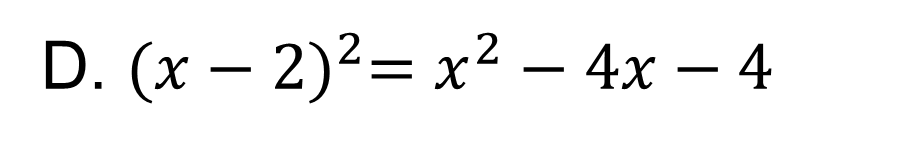 D. (x − 2)²= x² − 4x − 4